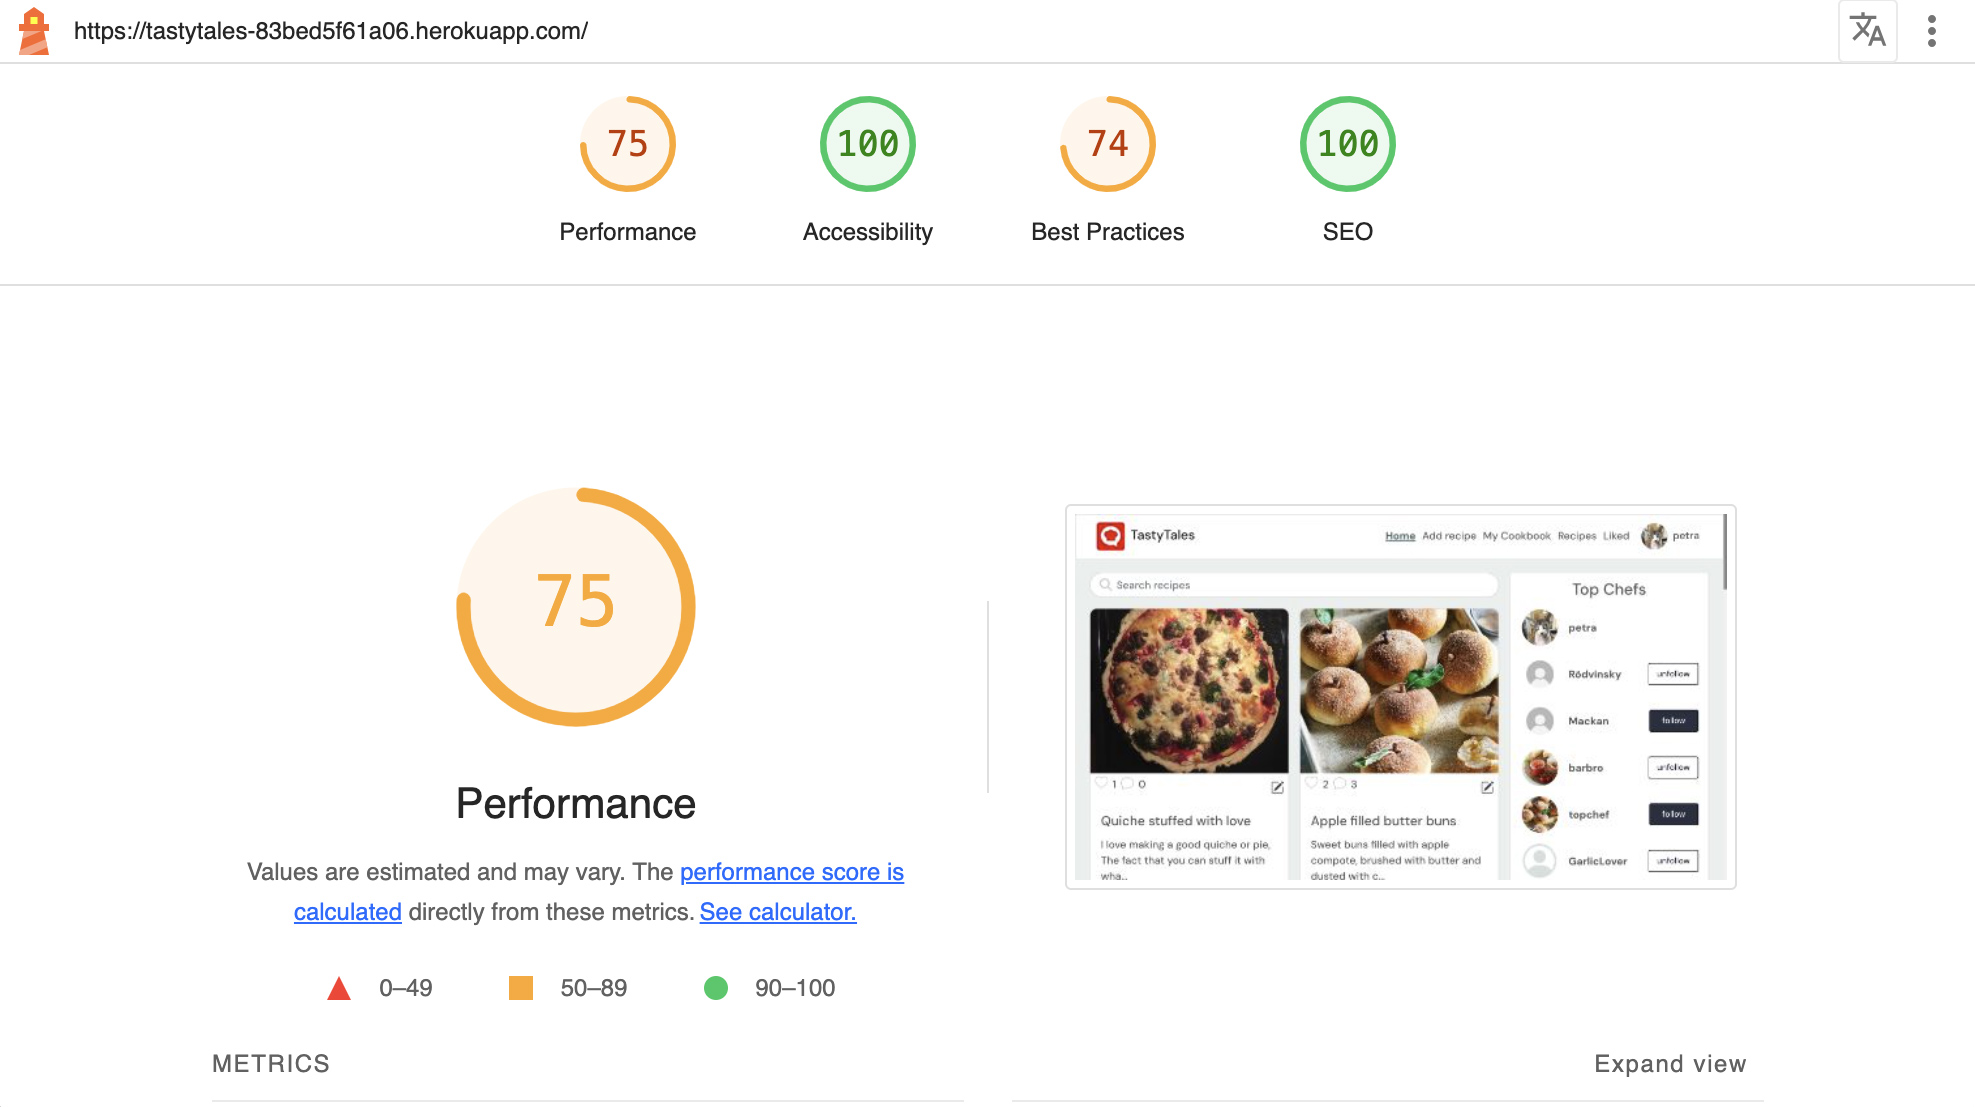 https://tastytales-83bed5f61a06.herokuapp.com/
75
100
74
100
Performance
Accessibility
Best Practices
SEO
75
Performance
Values are estimated and may vary. The performance score is
calculated directly from these metrics. See calculator.
0–49
50–89
90–100
TastyTales
Home Add recipe My Cookbook Recipes Liked petra
Search recipes
1 0
Quiche stuffed with love
I love making a good quiche or pie,
The fact that you can stuff it with
wha...
2 3
Apple filled butter buns
Sweet buns filled with apple
compote, brushed with butter and
dusted with c...
Top Chefs
petra
Rödvinsky unfollow
Mackan follow
barbro unfollow
topchef follow
GarlicLover unfollow
METRICS
Expand view